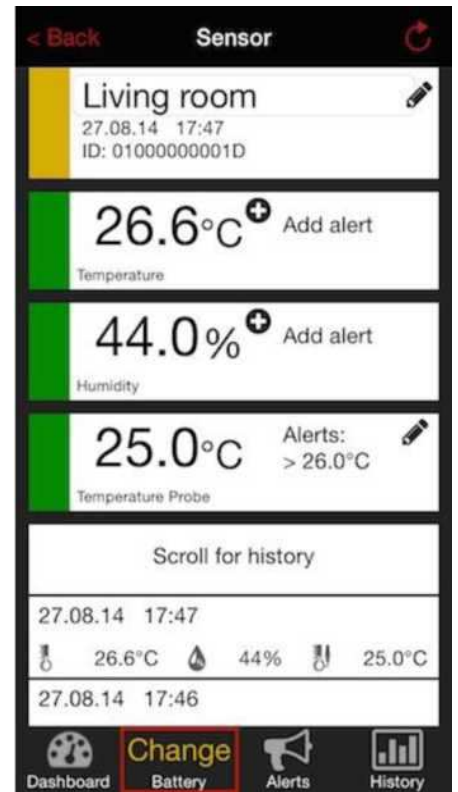 < Back Sensor
Living room
27.08.14 17:47
ID: 01000000001D
26.6°C Add alert
Temperature
44.0% Add alert
Humidity
25.0°C Alerts:
> 26.0°C
Temperature Probe
Scroll for history
27.08.14 17:47
26.6°C 44% 25.0°C
27.08.14 17:46
Change
Dashboard Battery Alerts History